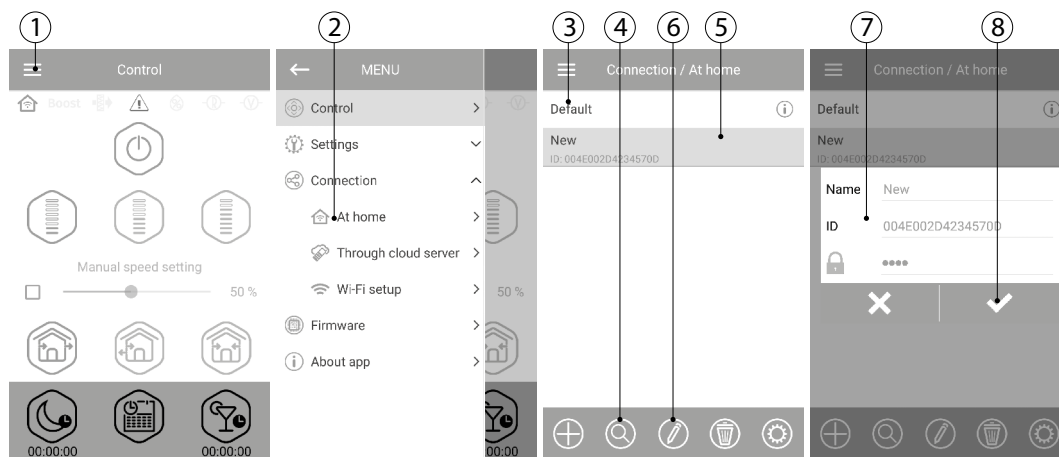 1
2
3
4
6
5
7
8
Control
Boost
Manual speed setting
50 %
00:00:00
00:00:00
MENU
Control
Settings
Connection
At home
Through cloud server
Wi-Fi setup
Firmware
About app
50 %
00:00
Connection / At home
Default
New
ID: 004E002D4234570D
Connection / At home
Default
New
ID: 004E002D4234570D
Name New
ID 004E002D4234570D